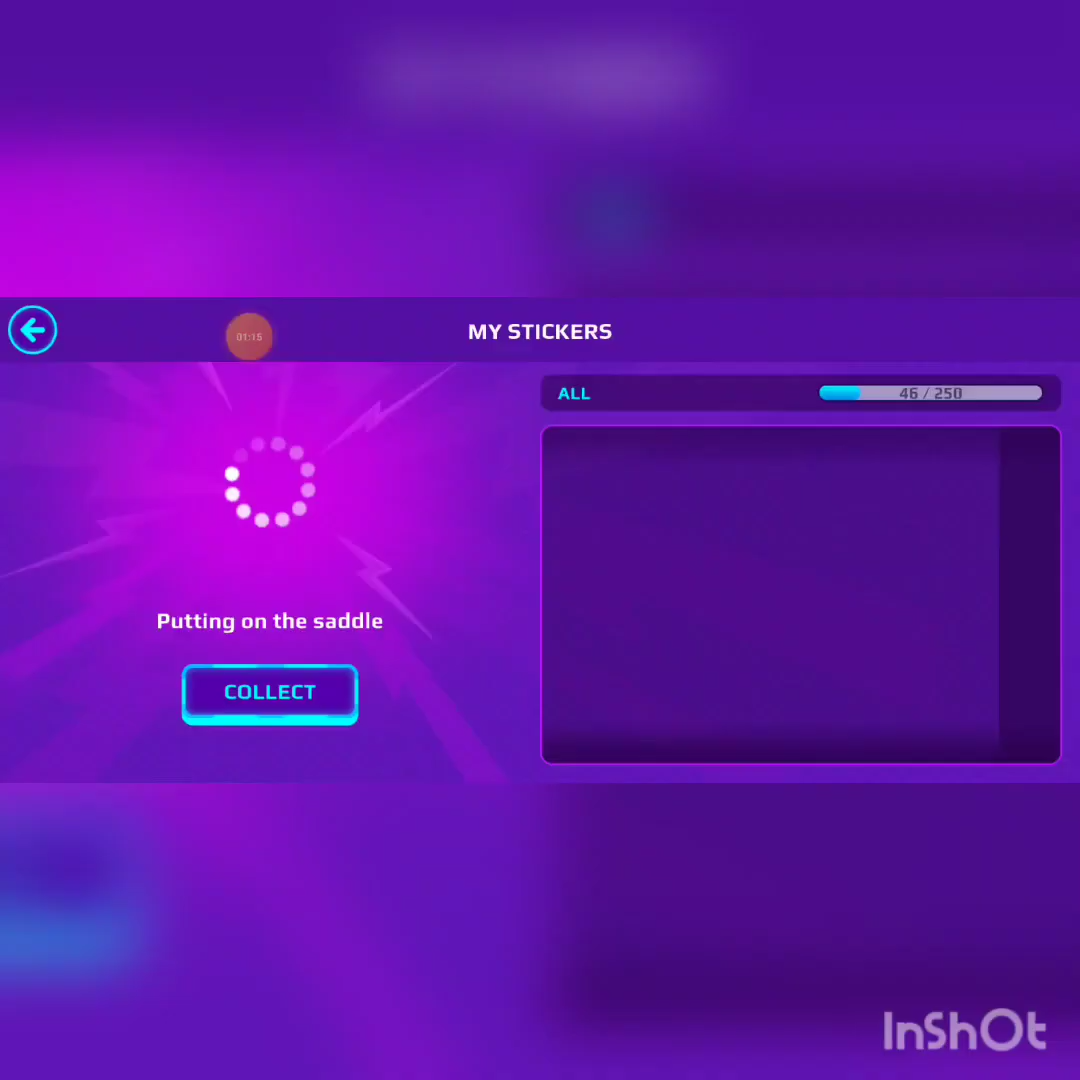 01:15
MY STICKERS
ALL
46 / 250
Putting on the saddle
COLLECT
InShOt